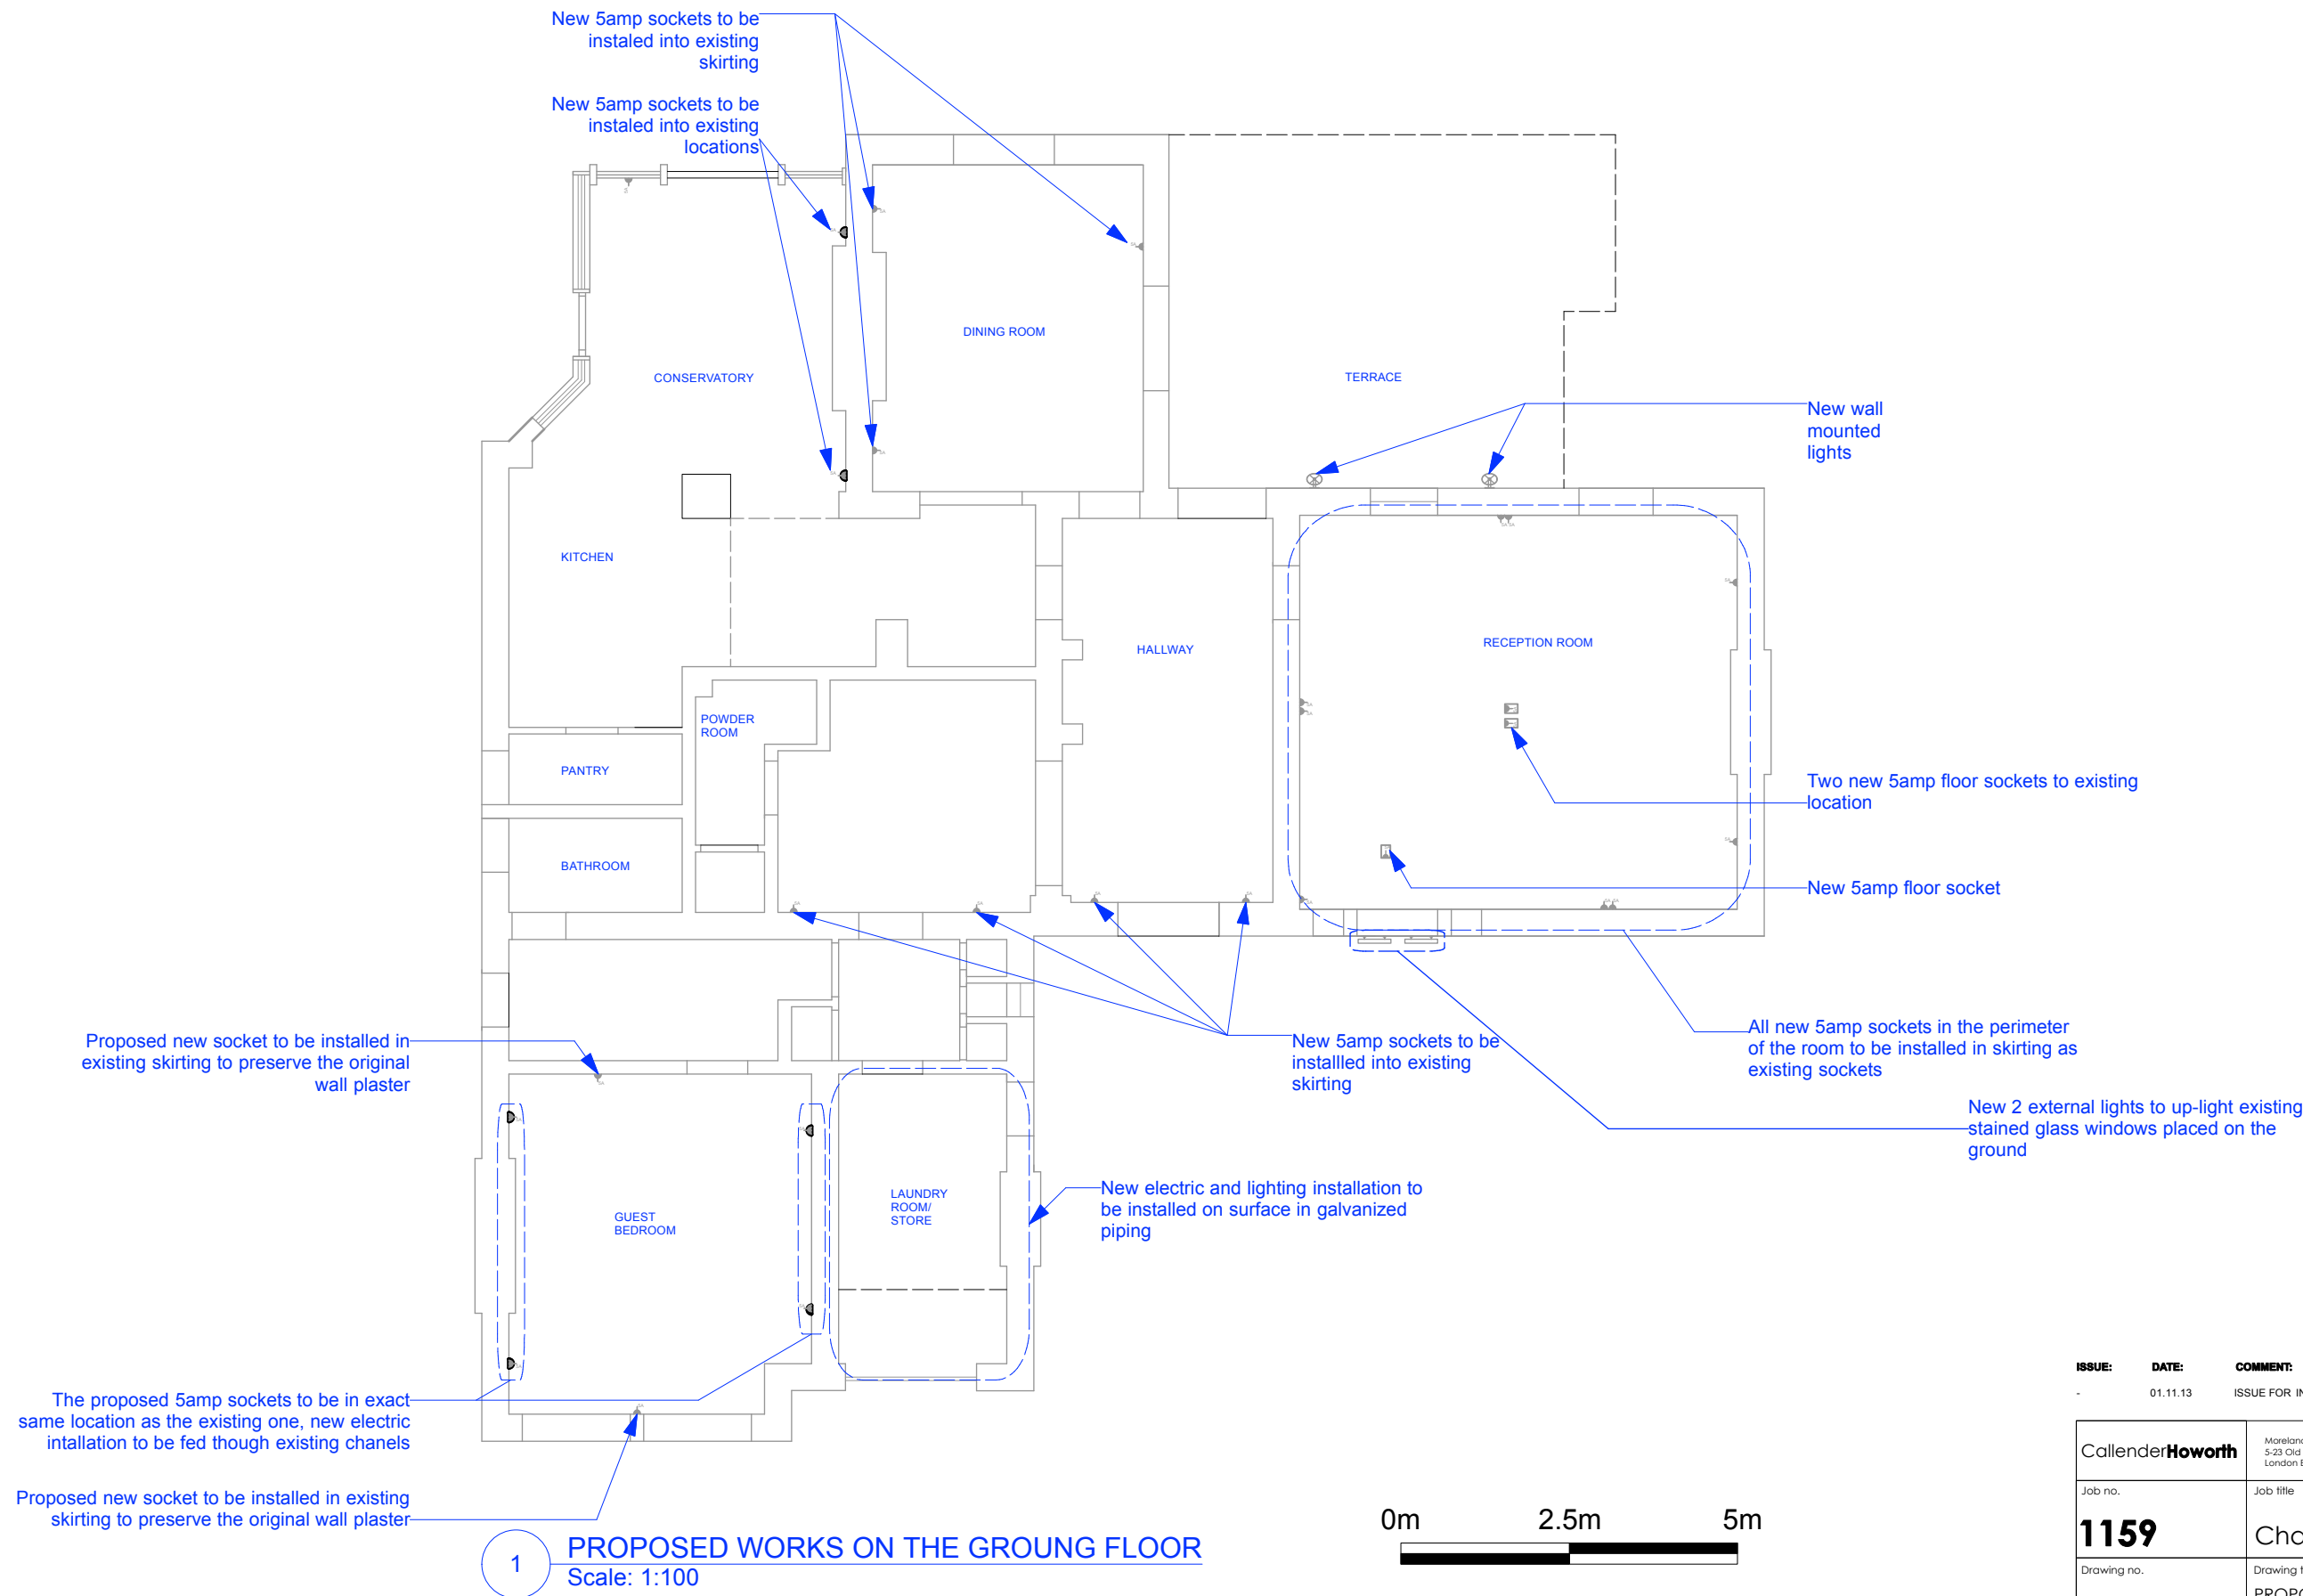 New 5amp sockets to be
instaled into existing
skirting
New 5amp sockets to be
instaled into existing
locations
DINING ROOM
CONSERVATORY
TERRACE
New wall
mounted
lights
KITCHEN
HALLWAY
RECEPTION ROOM
POWDER
ROOM
PANTRY
Two new 5amp floor sockets to existing
location
BATHROOM
New 5amp floor socket
Proposed new socket to be installed in
existing skirting to preserve the original
wall plaster
New 5amp sockets to be
installled into existing
skirting
All new 5amp sockets in the perimeter
of the room to be installed in skirting as
existing sockets
New 2 external lights to up-light existing
stained glass windows placed on the
ground
New electric and lighting installation to
be installed on surface in galvanized
piping
LAUNDRY
ROOM/
STORE
GUEST
BEDROOM
The proposed 5amp sockets to be in exact
same location as the existing one, new electric
intallation to be fed though existing chanels
Proposed new socket to be installed in existing
skirting to preserve the original wall plaster
1
PROPOSED WORKS ON THE GROUNG FLOOR
Scale: 1:100
0m 2.5m 5m
ISSUE: DATE: COMMENT:
- 01.11.13 ISSUE FOR
CallenderHoworth
5-23 Old
London
Job no. Job title
1159
Drawing no. Drawing